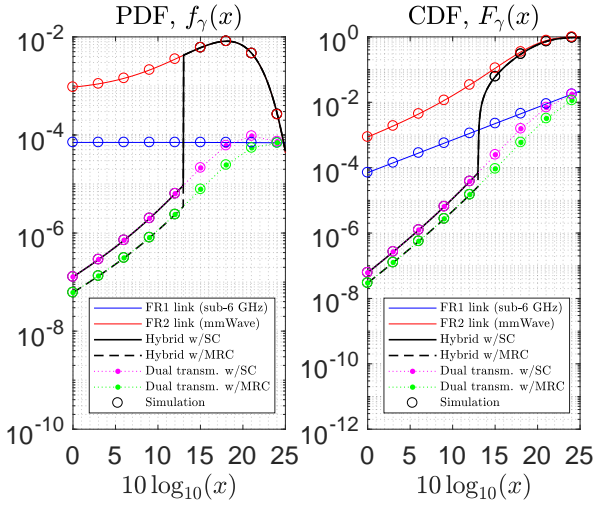 PDF, f_γ(x)
10^-2
10^-4
10^-6
10^-8
10^-10
0 5 10 15 20 25
10 log_10(x)
FR1 link (sub-6 GHz)
FR2 link (mmWave)
Hybrid w/SC
Hybrid w/MRC
Dual transm. w/SC
Dual transm. w/MRC
Simulation
CDF, F_γ(x)
10^0
10^-2
10^-4
10^-6
10^-8
10^-10
10^-12
0 5 10 15 20 25
10 log_10(x)
FR1 link (sub-6 GHz)
FR2 link (mmWave)
Hybrid w/SC
Hybrid w/MRC
Dual transm. w/SC
Dual transm. w/MRC
Simulation